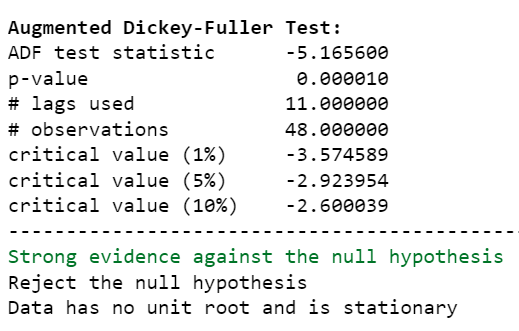 Augmented Dickey-Fuller Test:
ADF test statistic -5.165600
p-value 0.000010
# lags used 11.000000
# observations 48.000000
critical value (1%) -3.574589
critical value (5%) -2.923954
critical value (10%) -2.600039
--------------------------------------------
Strong evidence against the null hypothesis
Reject the null hypothesis
Data has no unit root and is stationary